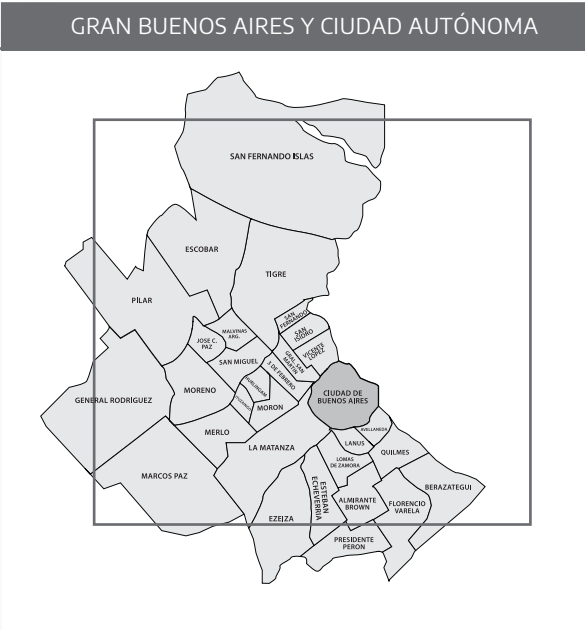 GRAN BUENOS AIRES Y CIUDAD AUTÓNOMA
SAN FERNANDO ISLAS
ESCOBAR
TIGRE
PILAR
SAN
FERNANDO
SAN
ISIDRO
VICENTE
LOPEZ
MALVINAS
ARG.
JOSE C.
PAZ
SAN MIGUEL
GRAL. SAN
MARTIN
3 DE FEBRERO
HURLINGAM
ITUZAINGO
MORON
MORENO
GENERAL RODRÍGUEZ
CIUDAD DE
BUENOS AIRES
MERLO
LA MATANZA
AVELLANEDA
LANUS
QUILMES
LOMAS
DE ZAMORA
MARCOS PAZ
ESTEBAN
ECHEVERRIA
BERAZATEGUI
ALMIRANTE
BROWN
FLORENCIO
VARELA
EZEIZA
PRESIDENTE
PERON